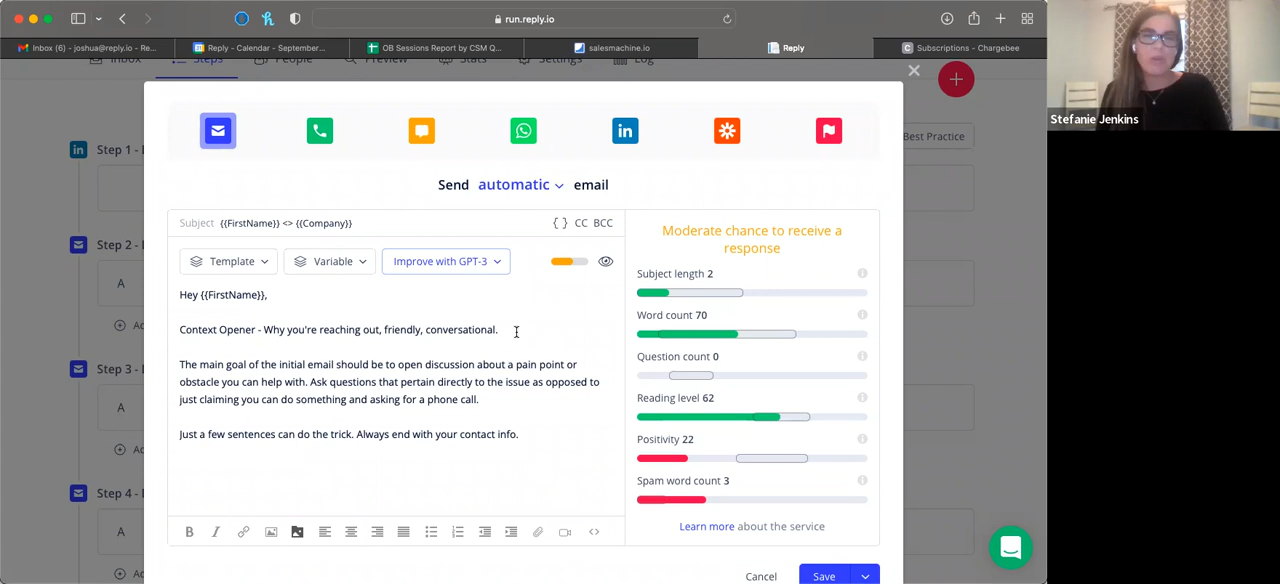 run.reply.io
Inbox (6) - joshua@reply.io - Re...
Reply - Calendar - September...
OB Sessions Report by CSM Q...
salesmachine.io
Reply
Subscriptions - Chargebee
Inbox
Steps
People
Preview
Stats
Settings
Log
Stefanie Jenkins
Step 1 -
Best Practice
Send automatic email
Step 2 -
A
Step 3 -
A
Step 4 -
A
Subject {{FirstName}} <> {{Company}}
{ } CC BCC
Template
Variable
Improve with GPT-3
Hey {{FirstName}},
Context Opener - Why you're reaching out, friendly, conversational.
The main goal of the initial email should be to open discussion about a pain point or
obstacle you can help with. Ask questions that pertain directly to the issue as opposed to
just claiming you can do something and asking for a phone call.
Just a few sentences can do the trick. Always end with your contact info.
B I
Moderate chance to receive a
response
Subject length 2
Word count 70
Question count 0
Reading level 62
Positivity 22
Spam word count 3
Learn more about the service
Cancel
Save